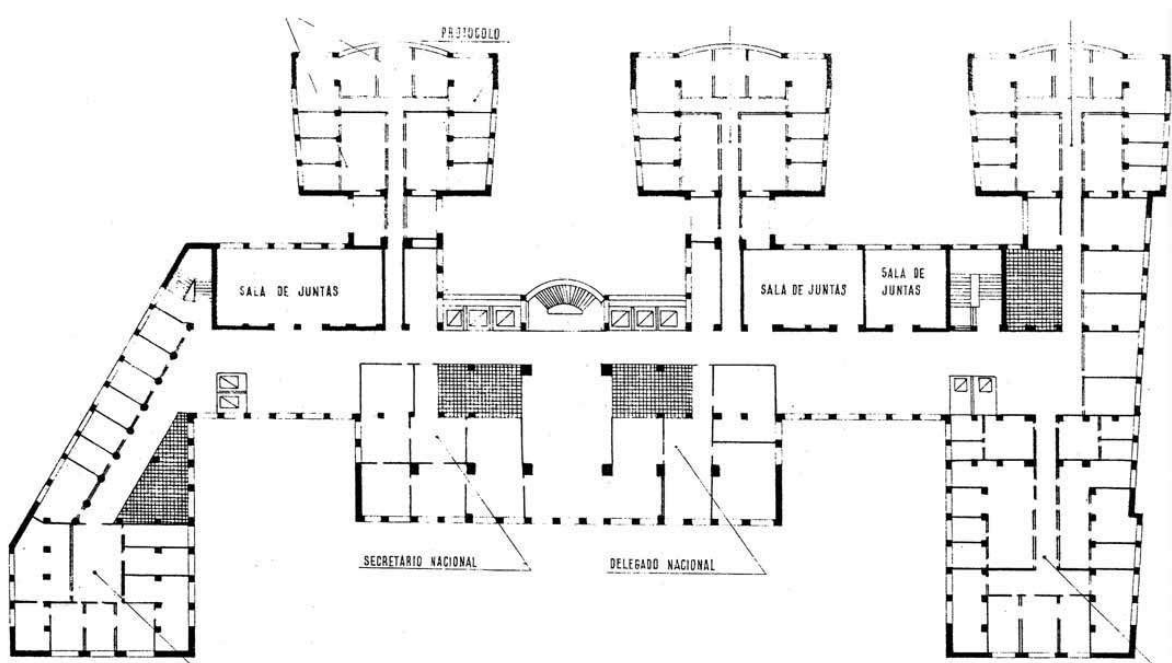 PROTOCOLO
SALA DE JUNTAS
SALA DE JUNTAS
SALA DE
JUNTAS
SECRETARIO NACIONAL
DELEGADO NACIONAL